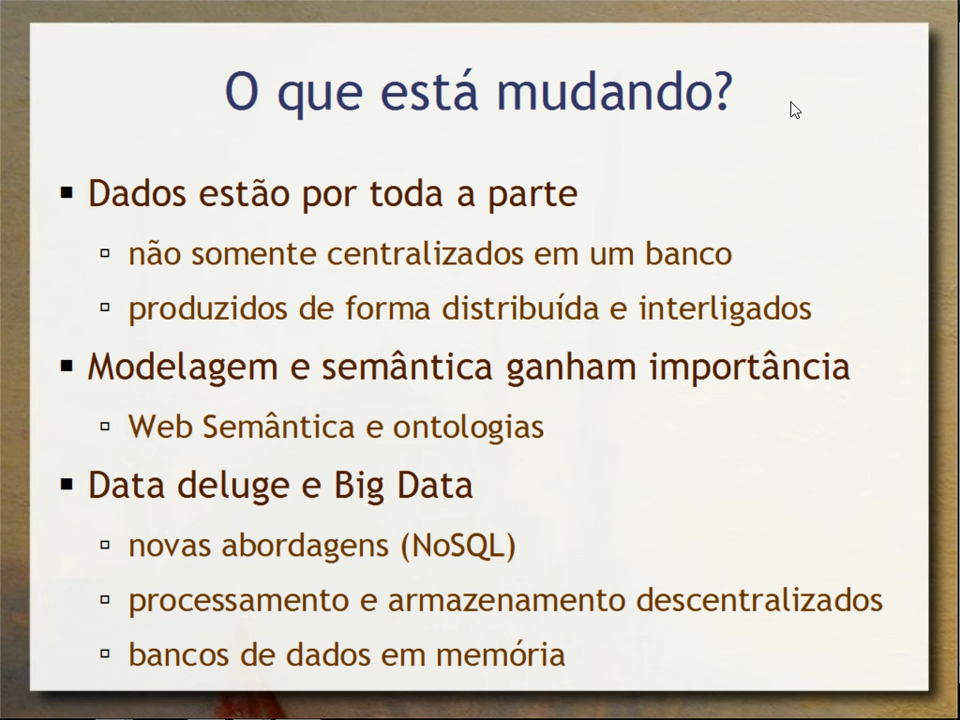 O que está mudando?
Dados estão por toda a parte
não somente centralizados em um banco
produzidos de forma distribuída e interligados
Modelagem e semântica ganham importância
Web Semântica e ontologias
Data deluge e Big Data
novas abordagens (NoSQL)
processamento e armazenamento descentralizados
bancos de dados em memória